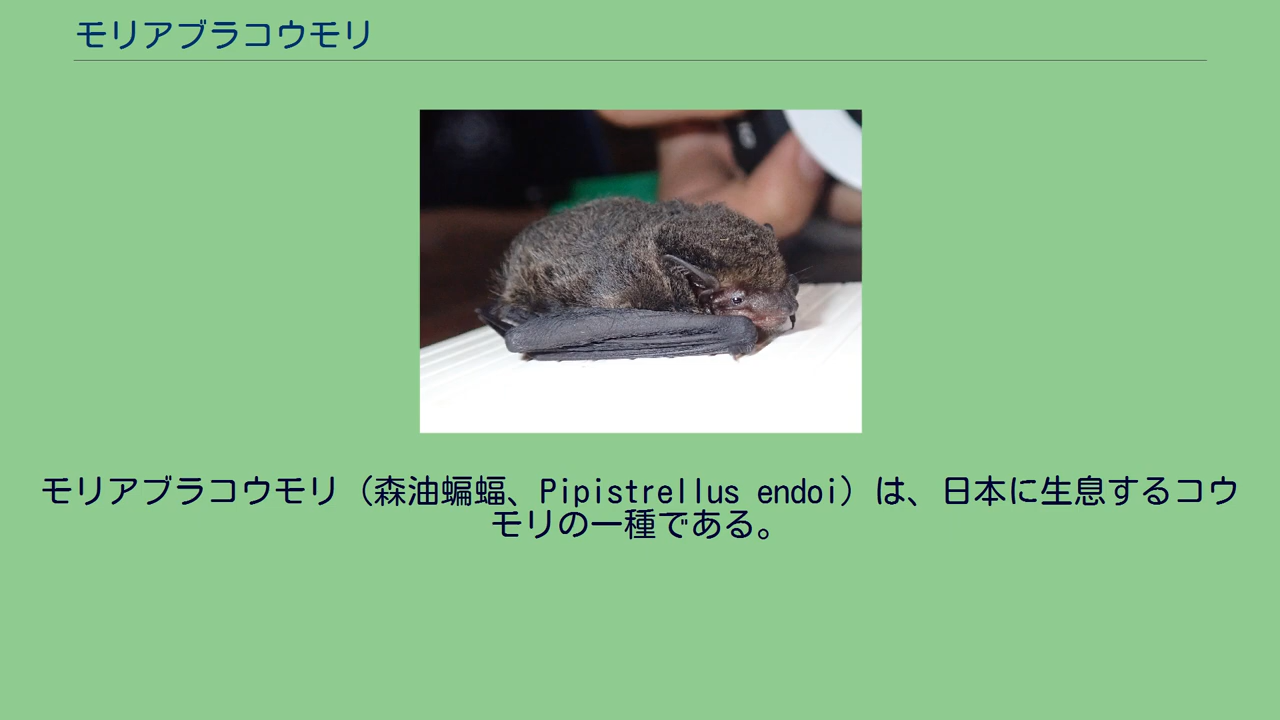 モリアブラコウモリ
モリアブラコウモリ（森油蝙蝠、Pipistrellus endoi）は、日本に生息するコウ
モリの一種である。